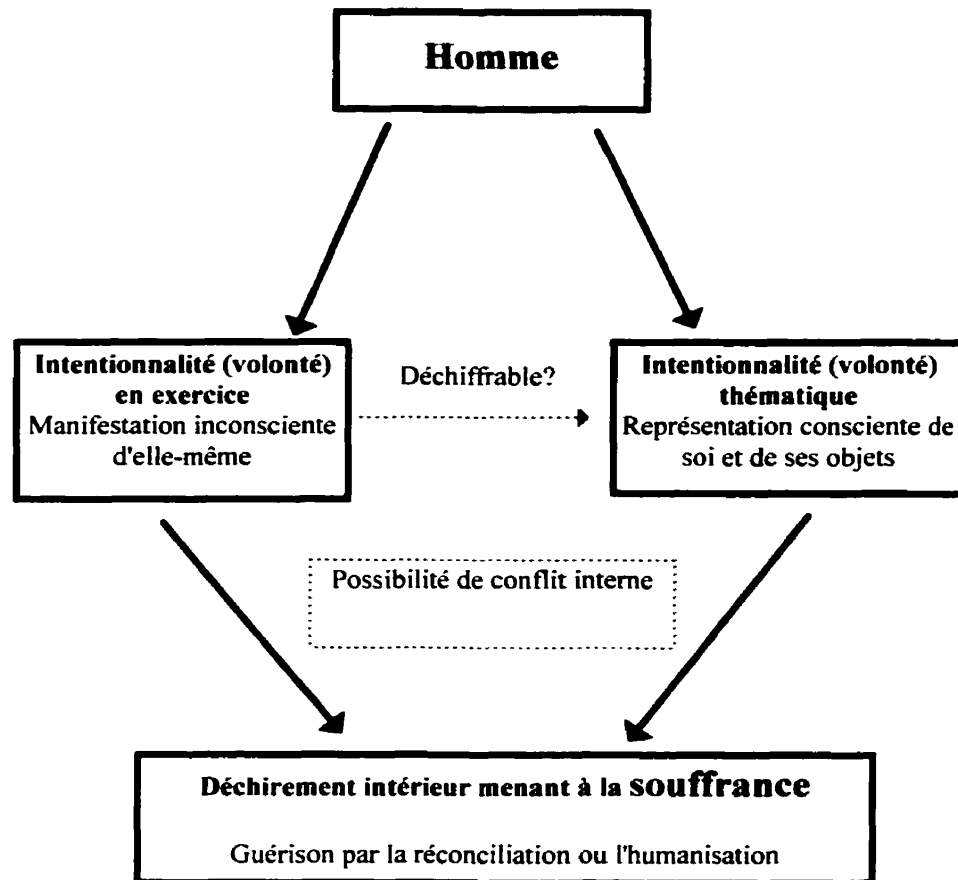 Homme
Intentionnalité (volonté)
en exercice
Manifestation inconsciente
d'elle-même
Déchiffrable?
Intentionnalité (volonté)
thématique
Représentation consciente de
soi et de ses objets
Possibilité de conflit interne
Déchirement intérieur menant à la souffrance
Guérison par la réconciliation ou l'humanisation